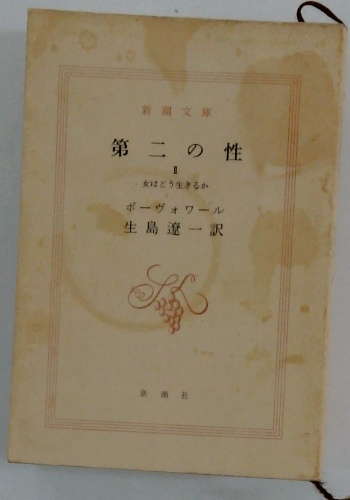 新潮文庫
第二の性
Ⅱ
女はどう生きるか
ボーヴォワール
生島遼一訳
新潮社